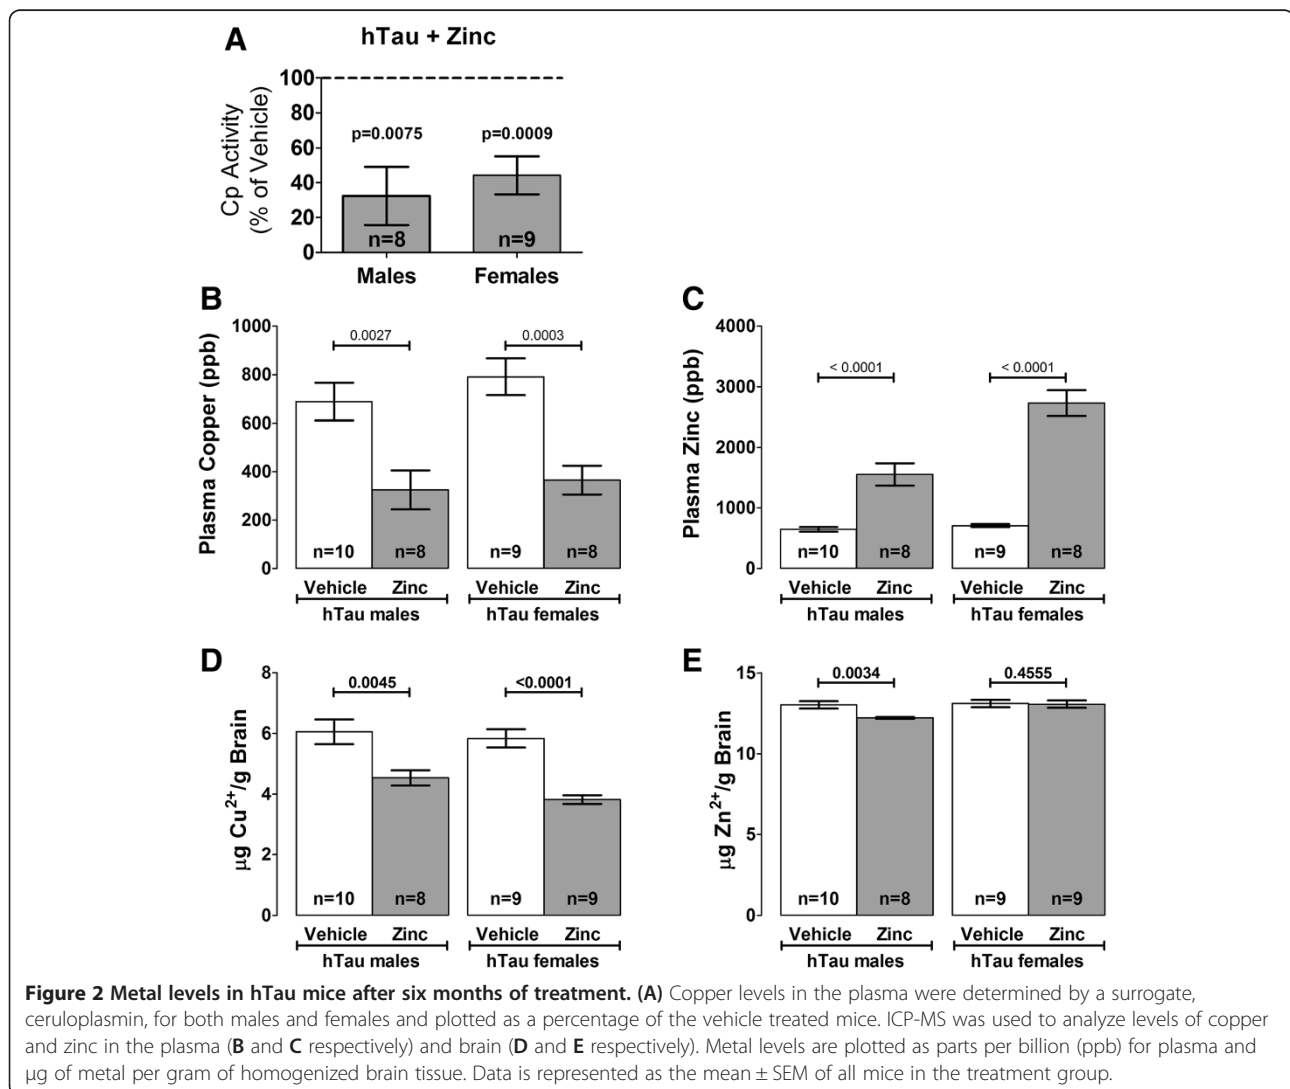 A
hTau + Zinc
Cp Activity
(% of Vehicle)
100
80
60
40
20
0
p=0.0075
p=0.0009
n=8
n=9
Males
Females
B
Plasma Copper (ppb)
1000
800
600
400
200
0
0.0027
0.0003
n=10
n=8
n=9
n=8
Vehicle
Zinc
Vehicle
Zinc
hTau males
hTau females
C
Plasma Zinc (ppb)
4000
3000
2000
1000
0
< 0.0001
< 0.0001
n=10
n=8
n=9
n=8
Vehicle
Zinc
Vehicle
Zinc
hTau males
hTau females
D
µg Cu²⁺/g Brain
8
6
4
2
0
0.0045
<0.0001
n=10
n=8
n=9
n=9
Vehicle
Zinc
Vehicle
Zinc
hTau males
hTau females
E
µg Zn²⁺/g Brain
15
10
5
0
0.0034
0.4555
n=10
n=8
n=9
n=9
Vehicle
Zinc
Vehicle
Zinc
hTau males
hTau females
Figure 2 Metal levels in hTau mice after six months of treatment. (A) Copper levels in the plasma were determined by a surrogate,
ceruloplasmin, for both males and females and plotted as a percentage of the vehicle treated mice. ICP-MS was used to analyze levels of copper
and zinc in the plasma (B and C respectively) and brain (D and E respectively). Metal levels are plotted as parts per billion (ppb) for plasma and
µg of metal per gram of homogenized brain tissue. Data is represented as the mean ± SEM of all mice in the treatment group.